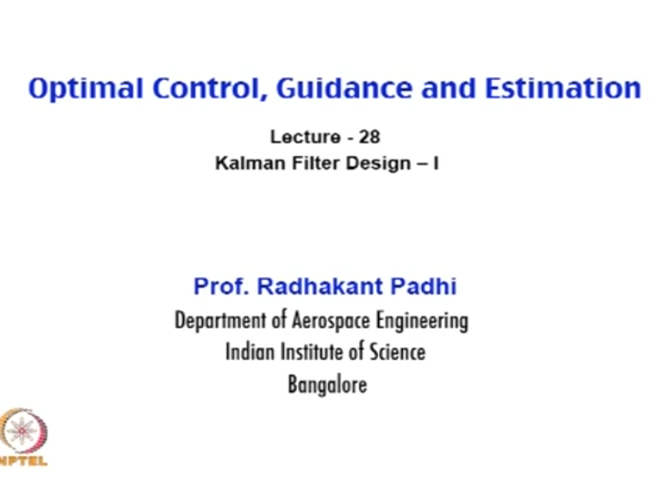 Optimal Control, Guidance and Estimation
Lecture - 28
Kalman Filter Design – I
Prof. Radhakant Padhi
Department of Aerospace Engineering
Indian Institute of Science
Bangalore
NPTEL